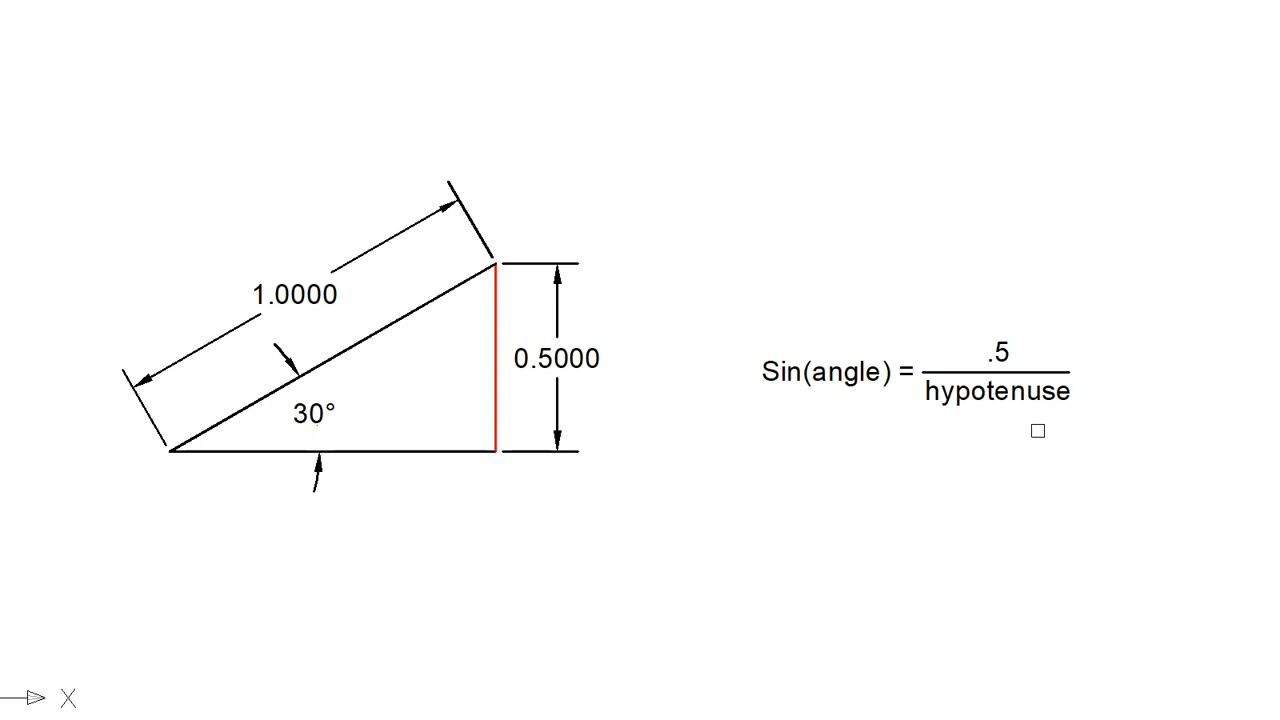 1.0000
0.5000
30°
Sin(angle) = .5
hypotenuse
X